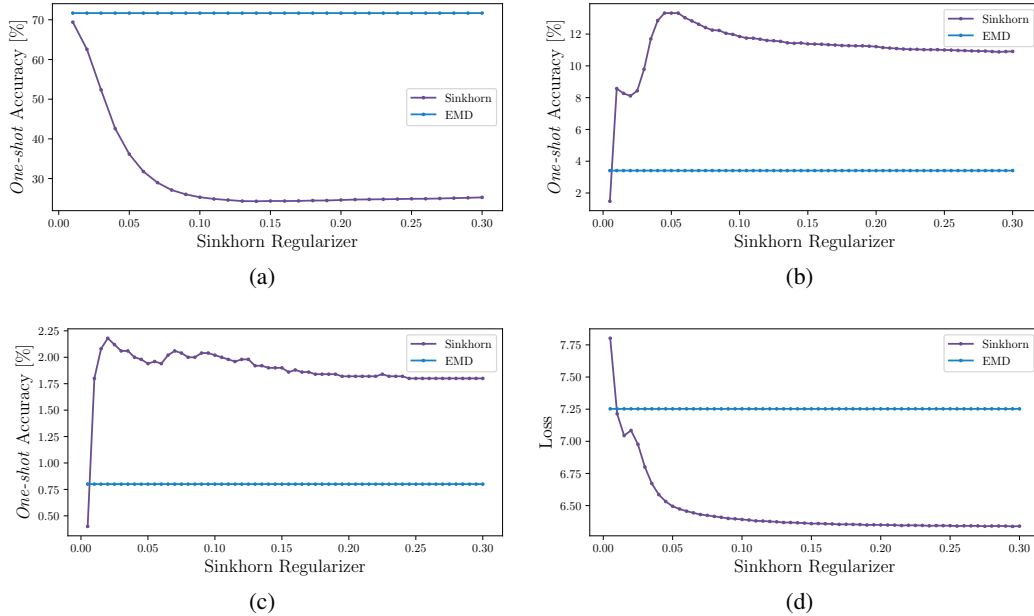 One-shot Accuracy [%]
70
60
50
40
30
Sinkhorn
EMD
0.00 0.05 0.10 0.15 0.20 0.25 0.30
Sinkhorn Regularizer
(a)
One-shot Accuracy [%]
12
10
8
6
4
2
Sinkhorn
EMD
0.00 0.05 0.10 0.15 0.20 0.25 0.30
Sinkhorn Regularizer
(b)
One-shot Accuracy [%]
2.25
2.00
1.75
1.50
1.25
1.00
0.75
0.50
Sinkhorn
EMD
0.00 0.05 0.10 0.15 0.20 0.25 0.30
Sinkhorn Regularizer
(c)
Loss
7.75
7.50
7.25
7.00
6.75
6.50
Sinkhorn
EMD
0.00 0.05 0.10 0.15 0.20 0.25 0.30
Sinkhorn Regularizer
(d)